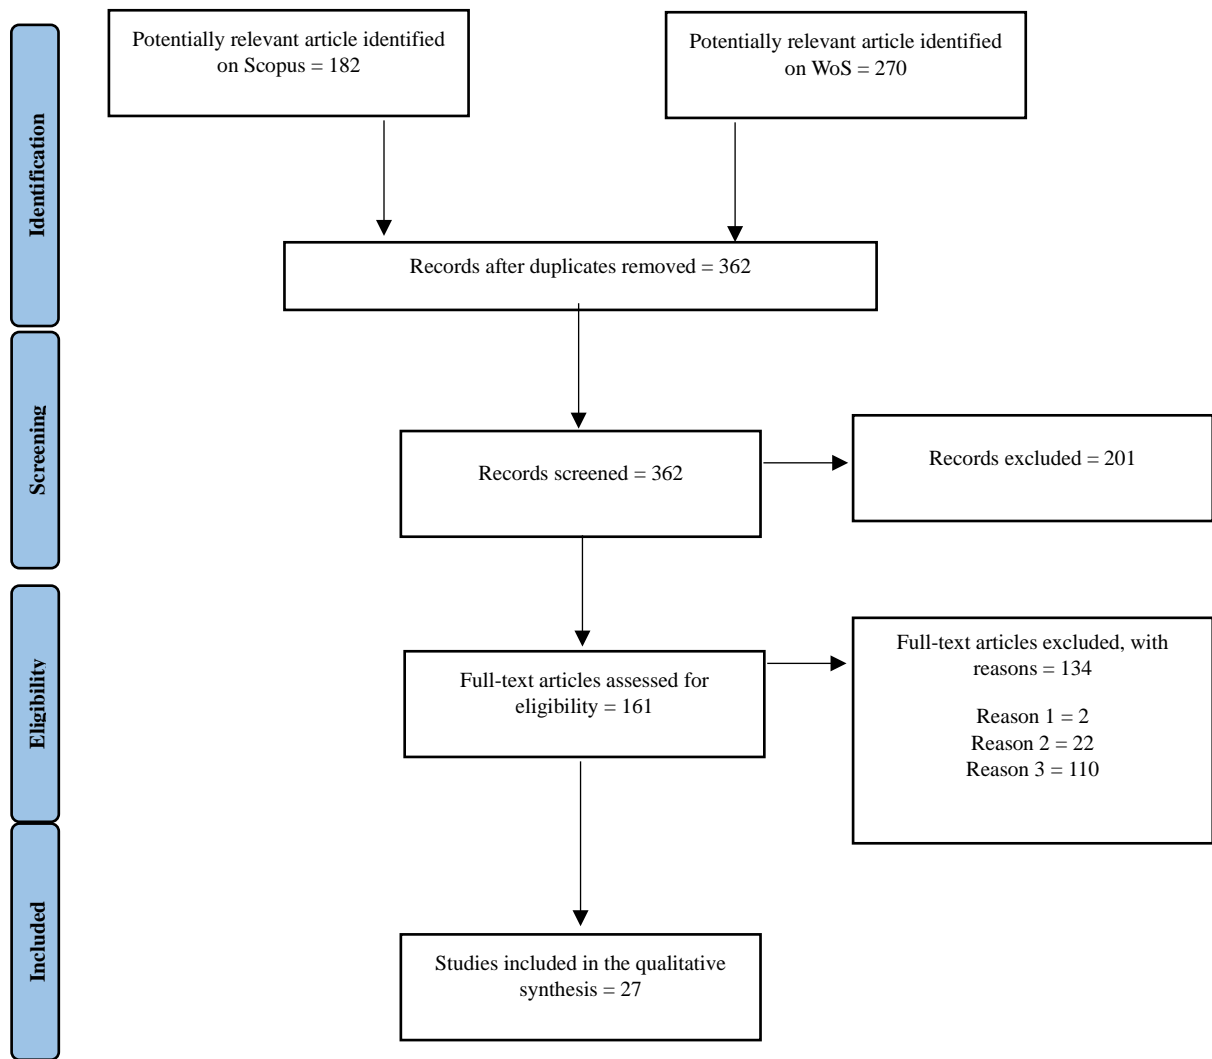 Identification
Potentially relevant article identified
on Scopus = 182
Potentially relevant article identified
on WoS = 270
Records after duplicates removed = 362
Screening
Records screened = 362
Records excluded = 201
Eligibility
Full-text articles assessed for
eligibility = 161
Full-text articles excluded, with
reasons = 134
Reason 1 = 2
Reason 2 = 22
Reason 3 = 110
Included
Studies included in the qualitative
synthesis = 27